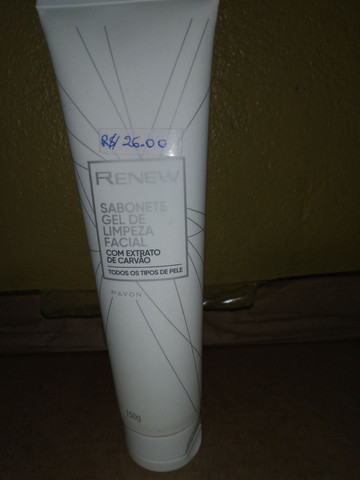 R$ 26.00
RENEW
SABONETE
GEL DE
LIMPEZA
FACIAL
COM EXTRATO
DE CARVÃO
TODOS OS TIPOS DE PELE
AVON
150g